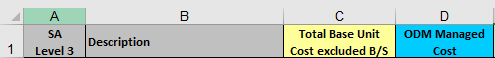 A B C D
1 SA Level 3 Description Total Base Unit Cost excluded B/S ODM Managed Cost